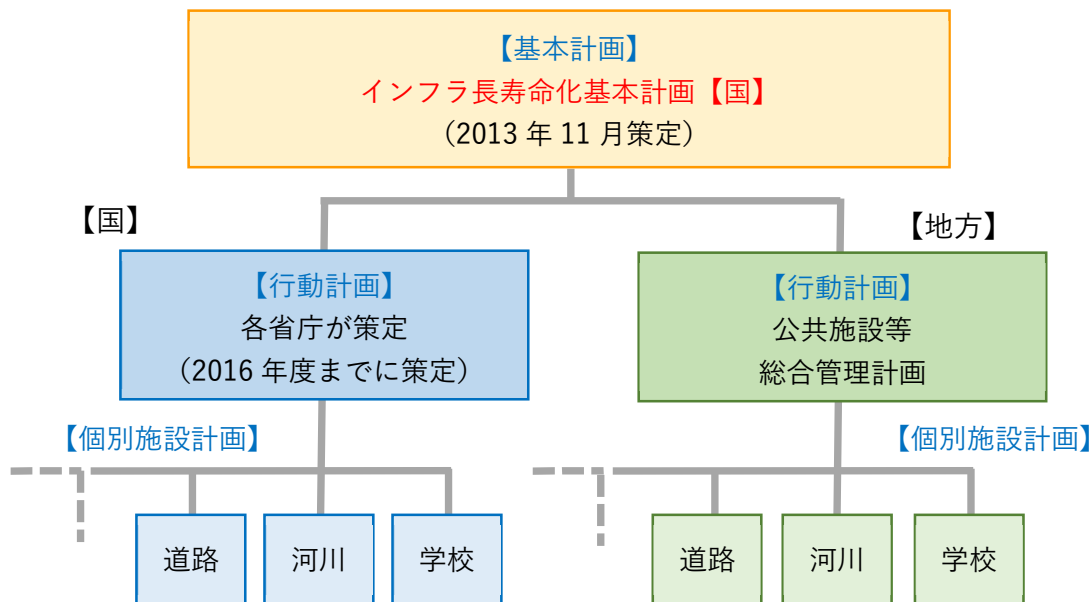 【基本計画】
インフラ長寿命化基本計画【国】
（2013 年 11 月策定）
【国】
【地方】
【行動計画】
各省庁が策定
（2016 年度までに策定）
【行動計画】
公共施設等
総合管理計画
【個別施設計画】
【個別施設計画】
道路
河川
学校
道路
河川
学校